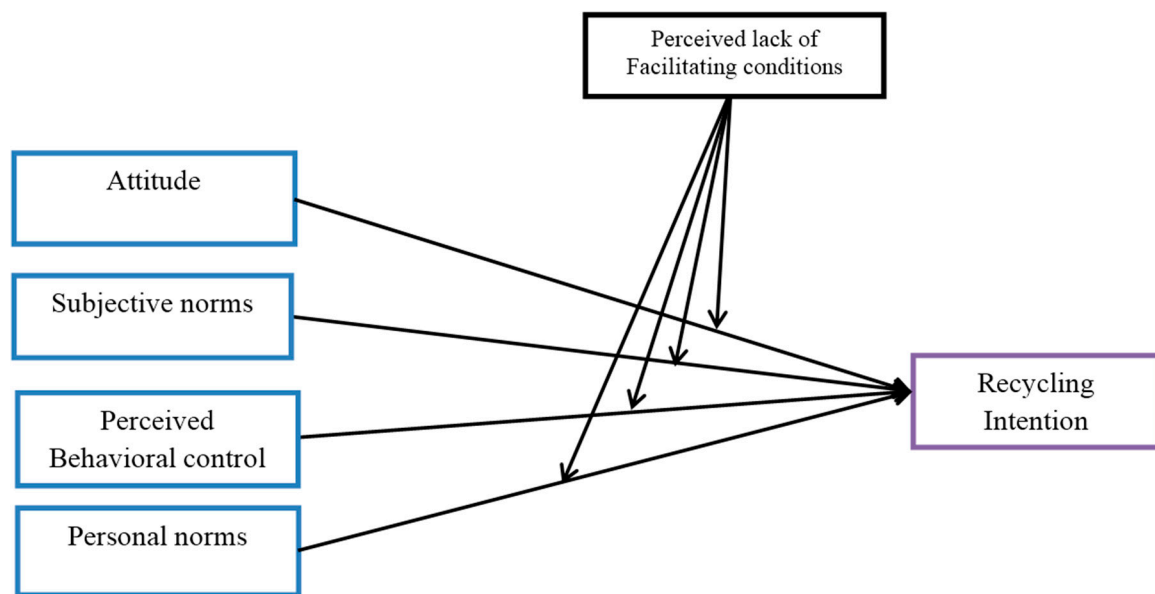 Perceived lack of
Facilitating conditions
Attitude
Subjective norms
Perceived
Behavioral control
Personal norms
Recycling
Intention